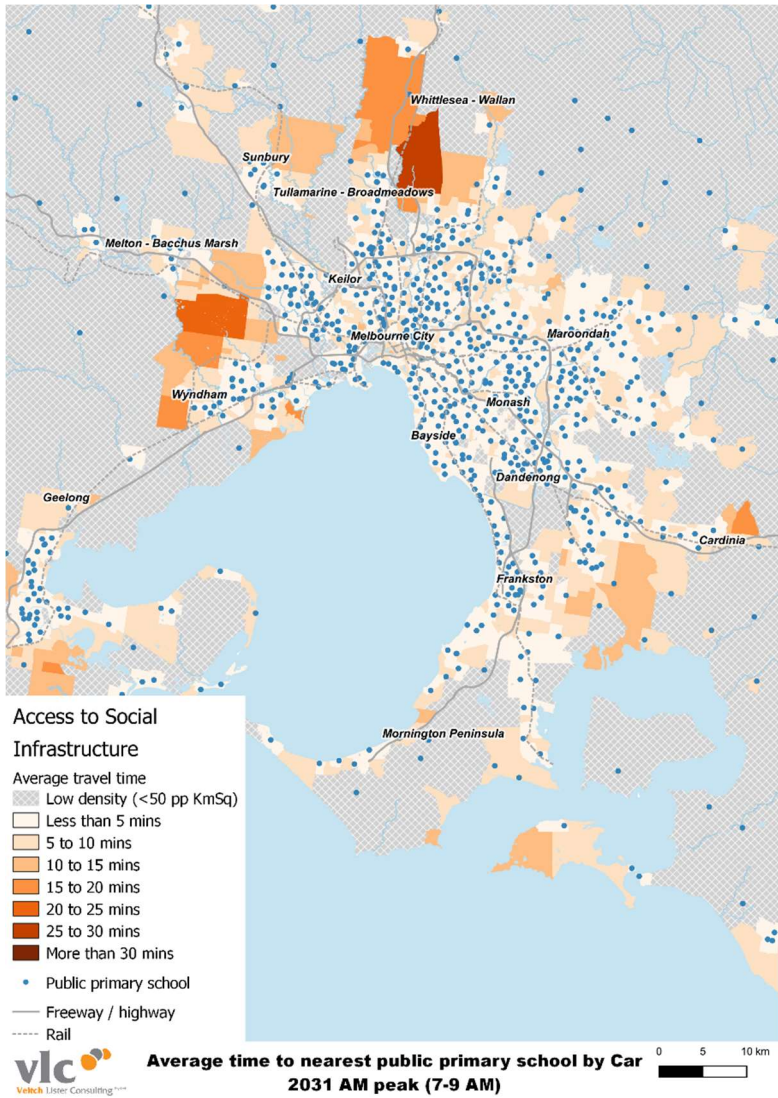 Whittlesea - Wallan
Sunbury
Tullamarine - Broadmeadows
Melton - Bacchus Marsh
Keilor
Melbourne City
Maroondah
Wyndham
Monash
Bayside
Dandenong
Geelong
Cardinia
Frankston
Mornington Peninsula
Access to Social
Infrastructure
Average travel time
Low density (<50 pp KmSq)
Less than 5 mins
5 to 10 mins
10 to 15 mins
15 to 20 mins
20 to 25 mins
25 to 30 mins
More than 30 mins
Public primary school
Freeway / highway
Rail
vlc
Veitch Lister Consulting
Average time to nearest public primary school by Car
2031 AM peak (7-9 AM)
0 5 10 km